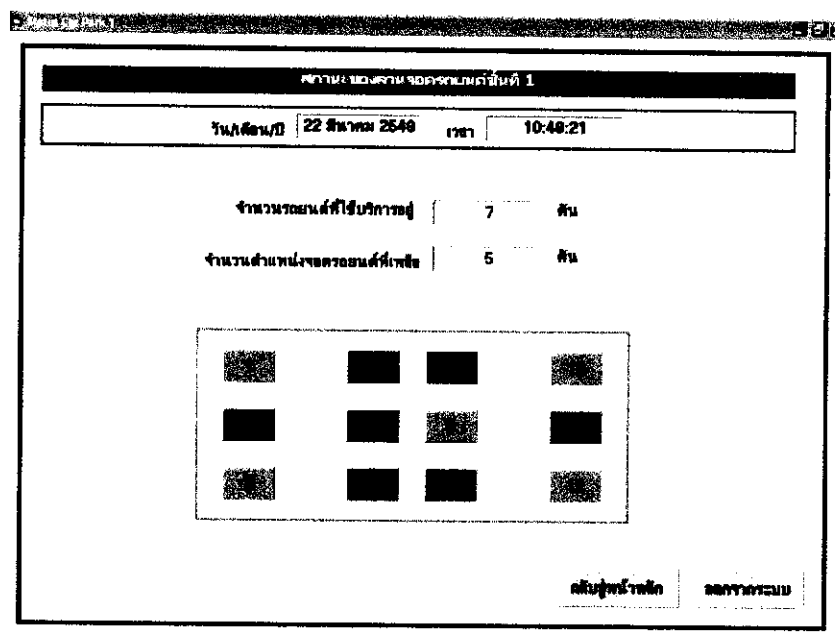 สถานะของลานจอดรถยนต์ชั้นที่ 1
วัน/เดือน/ปี 22 มีนาคม 2549 เวลา 10:49:21
จำนวนรถยนต์ที่ใช้บริการอยู่ 7 คัน
จำนวนตำแหน่งจอดรถยนต์ที่เหลือ 5 คัน
กลับสู่หน้าหลัก ออกจากระบบ